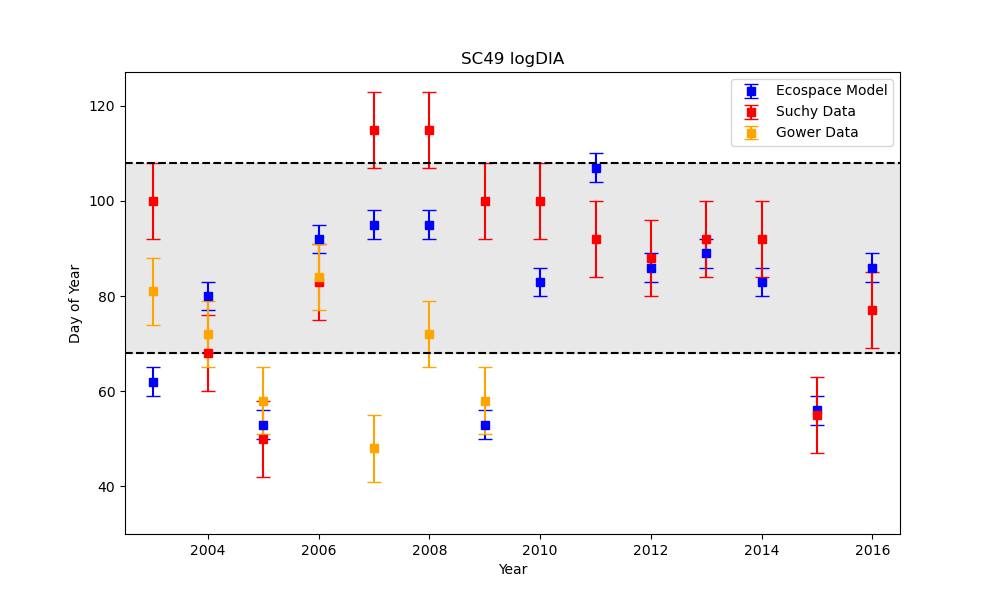 SC49 logDIA
Ecospace Model
Suchy Data
Gower Data
Day of Year
120
100
80
60
40
2004 2006 2008 2010 2012 2014 2016
Year